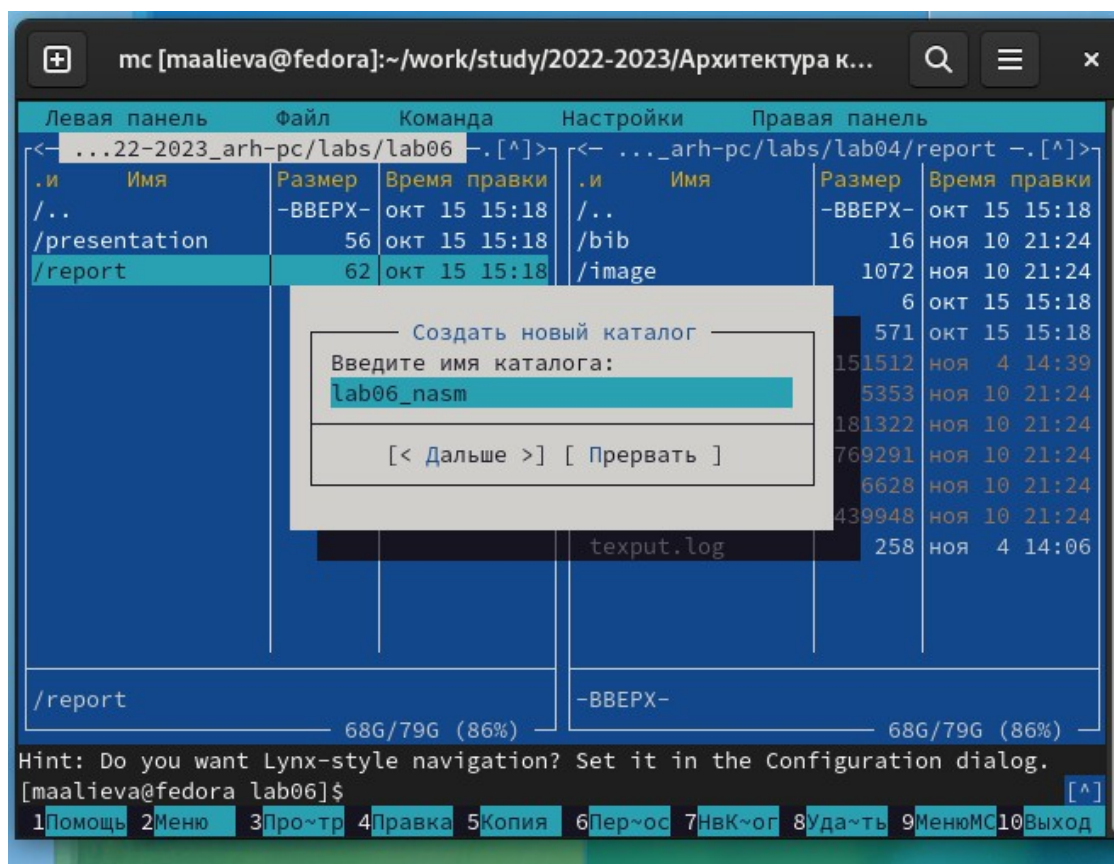 mc [maalieva@fedora]:~/work/study/2022-2023/Архитектура к...
Левая панель Файл Команда Настройки Правая панель
<— ...22-2023_arh-pc/labs/lab06 —.[^]> <— ..._arh-pc/labs/lab04/report —.[^]>
.и Имя Размер Время правки .и Имя Размер Время правки
/.. -ВВЕРХ- окт 15 15:18 /.. -ВВЕРХ- окт 15 15:18
/presentation 56 окт 15 15:18 /bib 16 ноя 10 21:24
/report 62 окт 15 15:18 /image 1072 ноя 10 21:24
6 окт 15 15:18
Создать новый каталог 571 окт 15 15:18
Введите имя каталога: 151512 ноя 4 14:39
lab06_nasm 5353 ноя 10 21:24
181322 ноя 10 21:24
[< Дальше >] [ Прервать ] 769291 ноя 10 21:24
6628 ноя 10 21:24
439948 ноя 10 21:24
texput.log 258 ноя 4 14:06
/report -ВВЕРХ-
68G/79G (86%) 68G/79G (86%)
Hint: Do you want Lynx-style navigation? Set it in the Configuration dialog.
[maalieva@fedora lab06]$ [^]
1Помощь 2Меню 3Про~тр 4Правка 5Копия 6Пер~ос 7НвК~ог 8Уда~ть 9МенюМС 10Выход